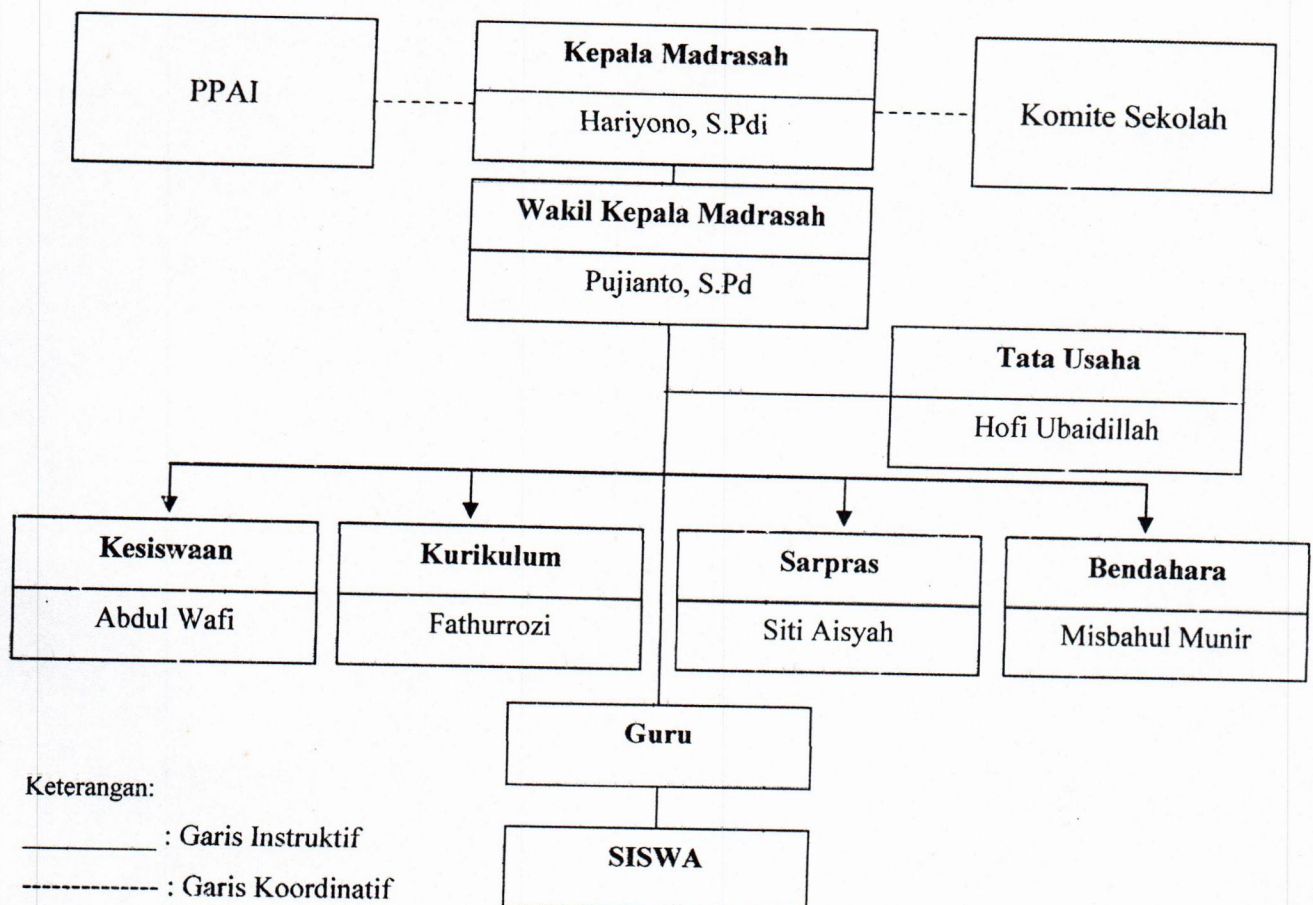 PPAI
Kepala Madrasah
Hariyono, S.Pdi
Komite Sekolah
Wakil Kepala Madrasah
Pujianto, S.Pd
Tata Usaha
Hofi Ubaidillah
Kesiswaan
Abdul Wafi
Kurikulum
Fathurrozi
Sarpras
Siti Aisyah
Bendahara
Misbahul Munir
Guru
SISWA
Keterangan:
: Garis Instruktif
: Garis Koordinatif